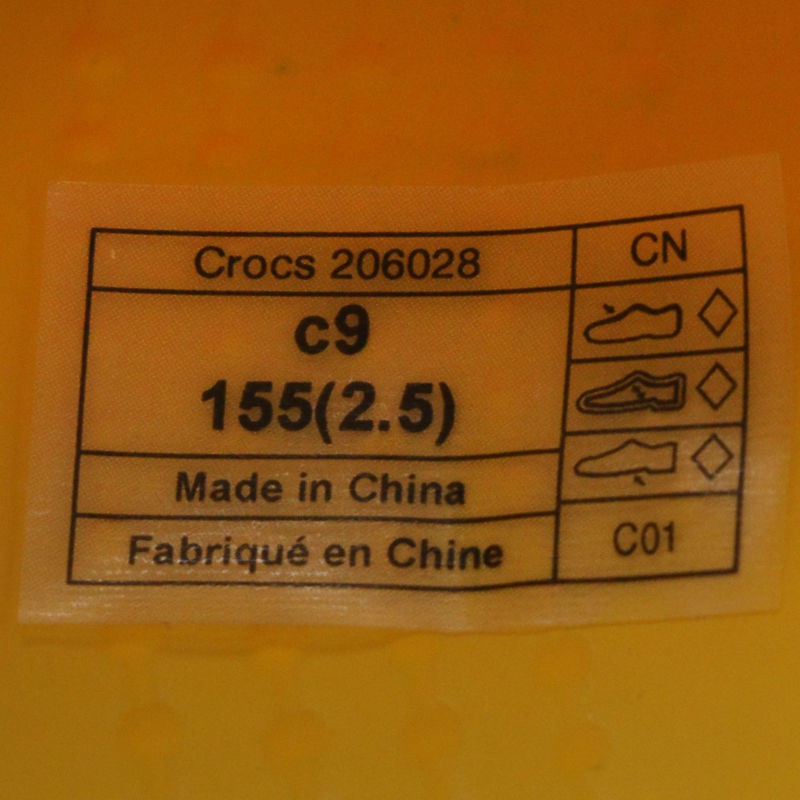 Crocs 206028
CN
c9
155(2.5)
Made in China
Fabriqué en Chine
C01